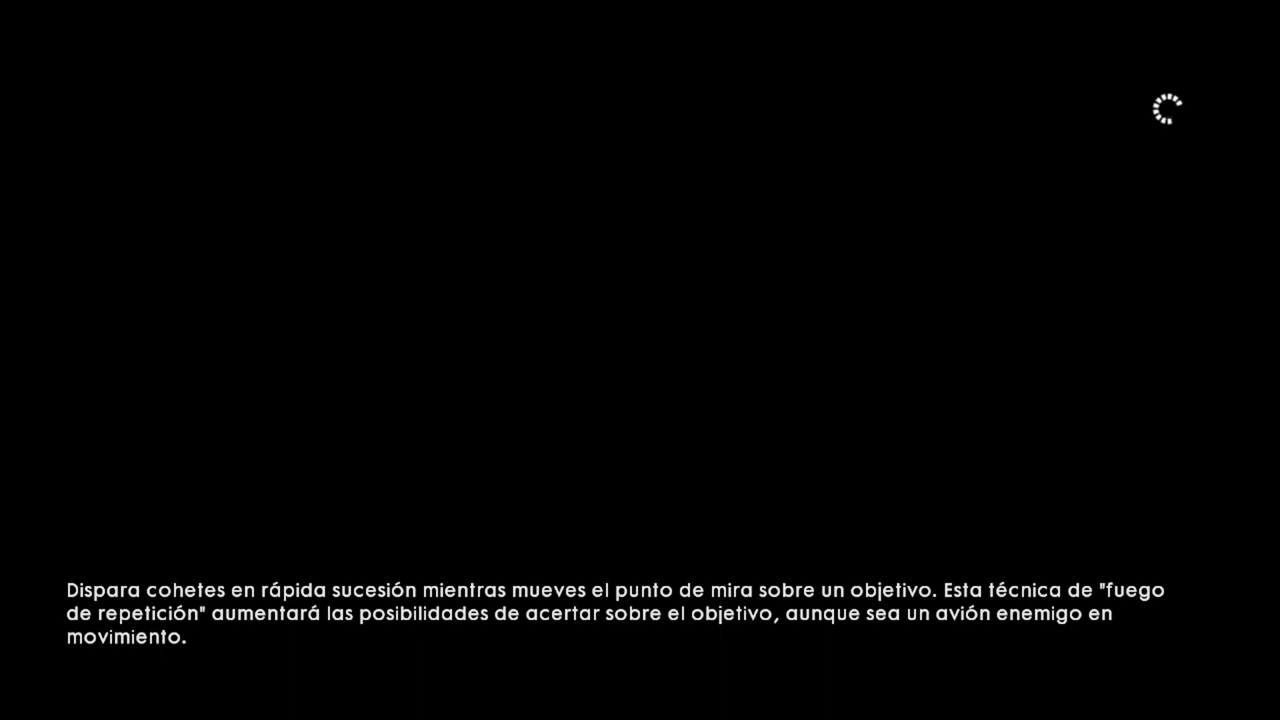 Dispara cohetes en rápida sucesión mientras mueves el punto de mira sobre un objetivo. Esta técnica de "fuego
de repetición" aumentará las posibilidades de acertar sobre el objetivo, aunque sea un avión enemigo en
movimiento.